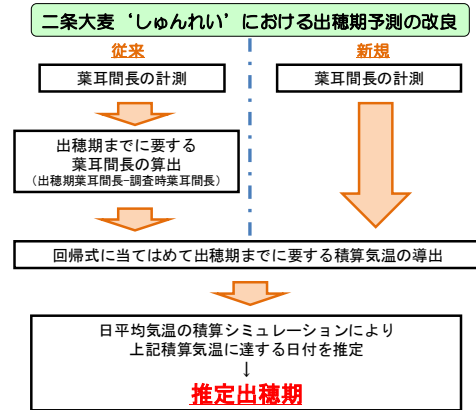 二条大麦‘しゅんれい’における出穂期予測の改良
従来
新規
葉耳間長の計測
葉耳間長の計測
出穂期までに要する
葉耳間長の算出
（出穂期葉耳間長-調査時葉耳間長）
回帰式に当てはめて出穂期までに要する積算気温の導出
日平均気温の積算シミュレーションにより
上記積算気温に達する日付を推定
↓
推定出穂期